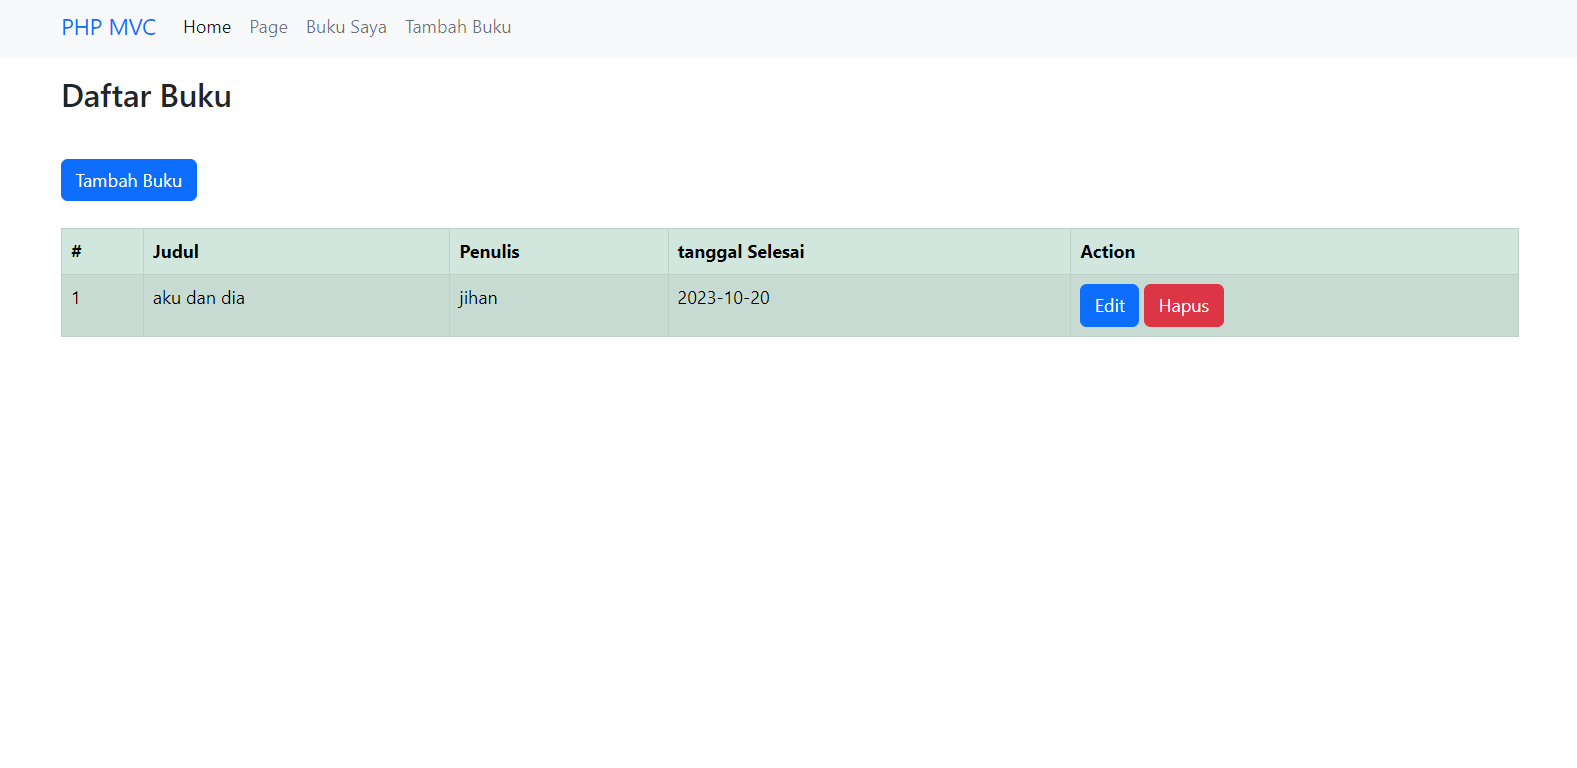 PHP MVC Home Page Buku Saya Tambah Buku
Daftar Buku
Tambah Buku
# Judul Penulis tanggal Selesai Action
1 aku dan dia jihan 2023-10-20 Edit Hapus